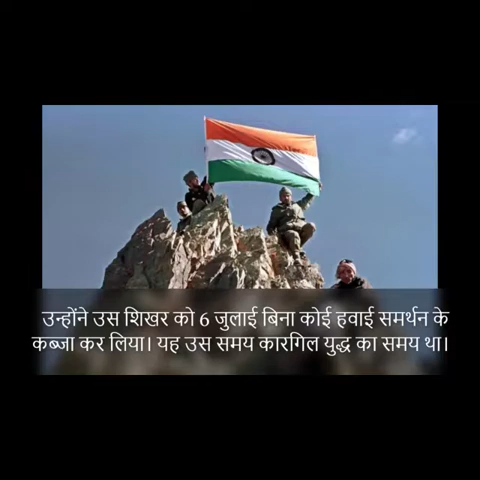 उन्होंने उस शिखर को 6 जुलाई बिना कोई हवाई समर्थन के
कब्जा कर लिया। यह उस समय कारगिल युद्ध का समय था।